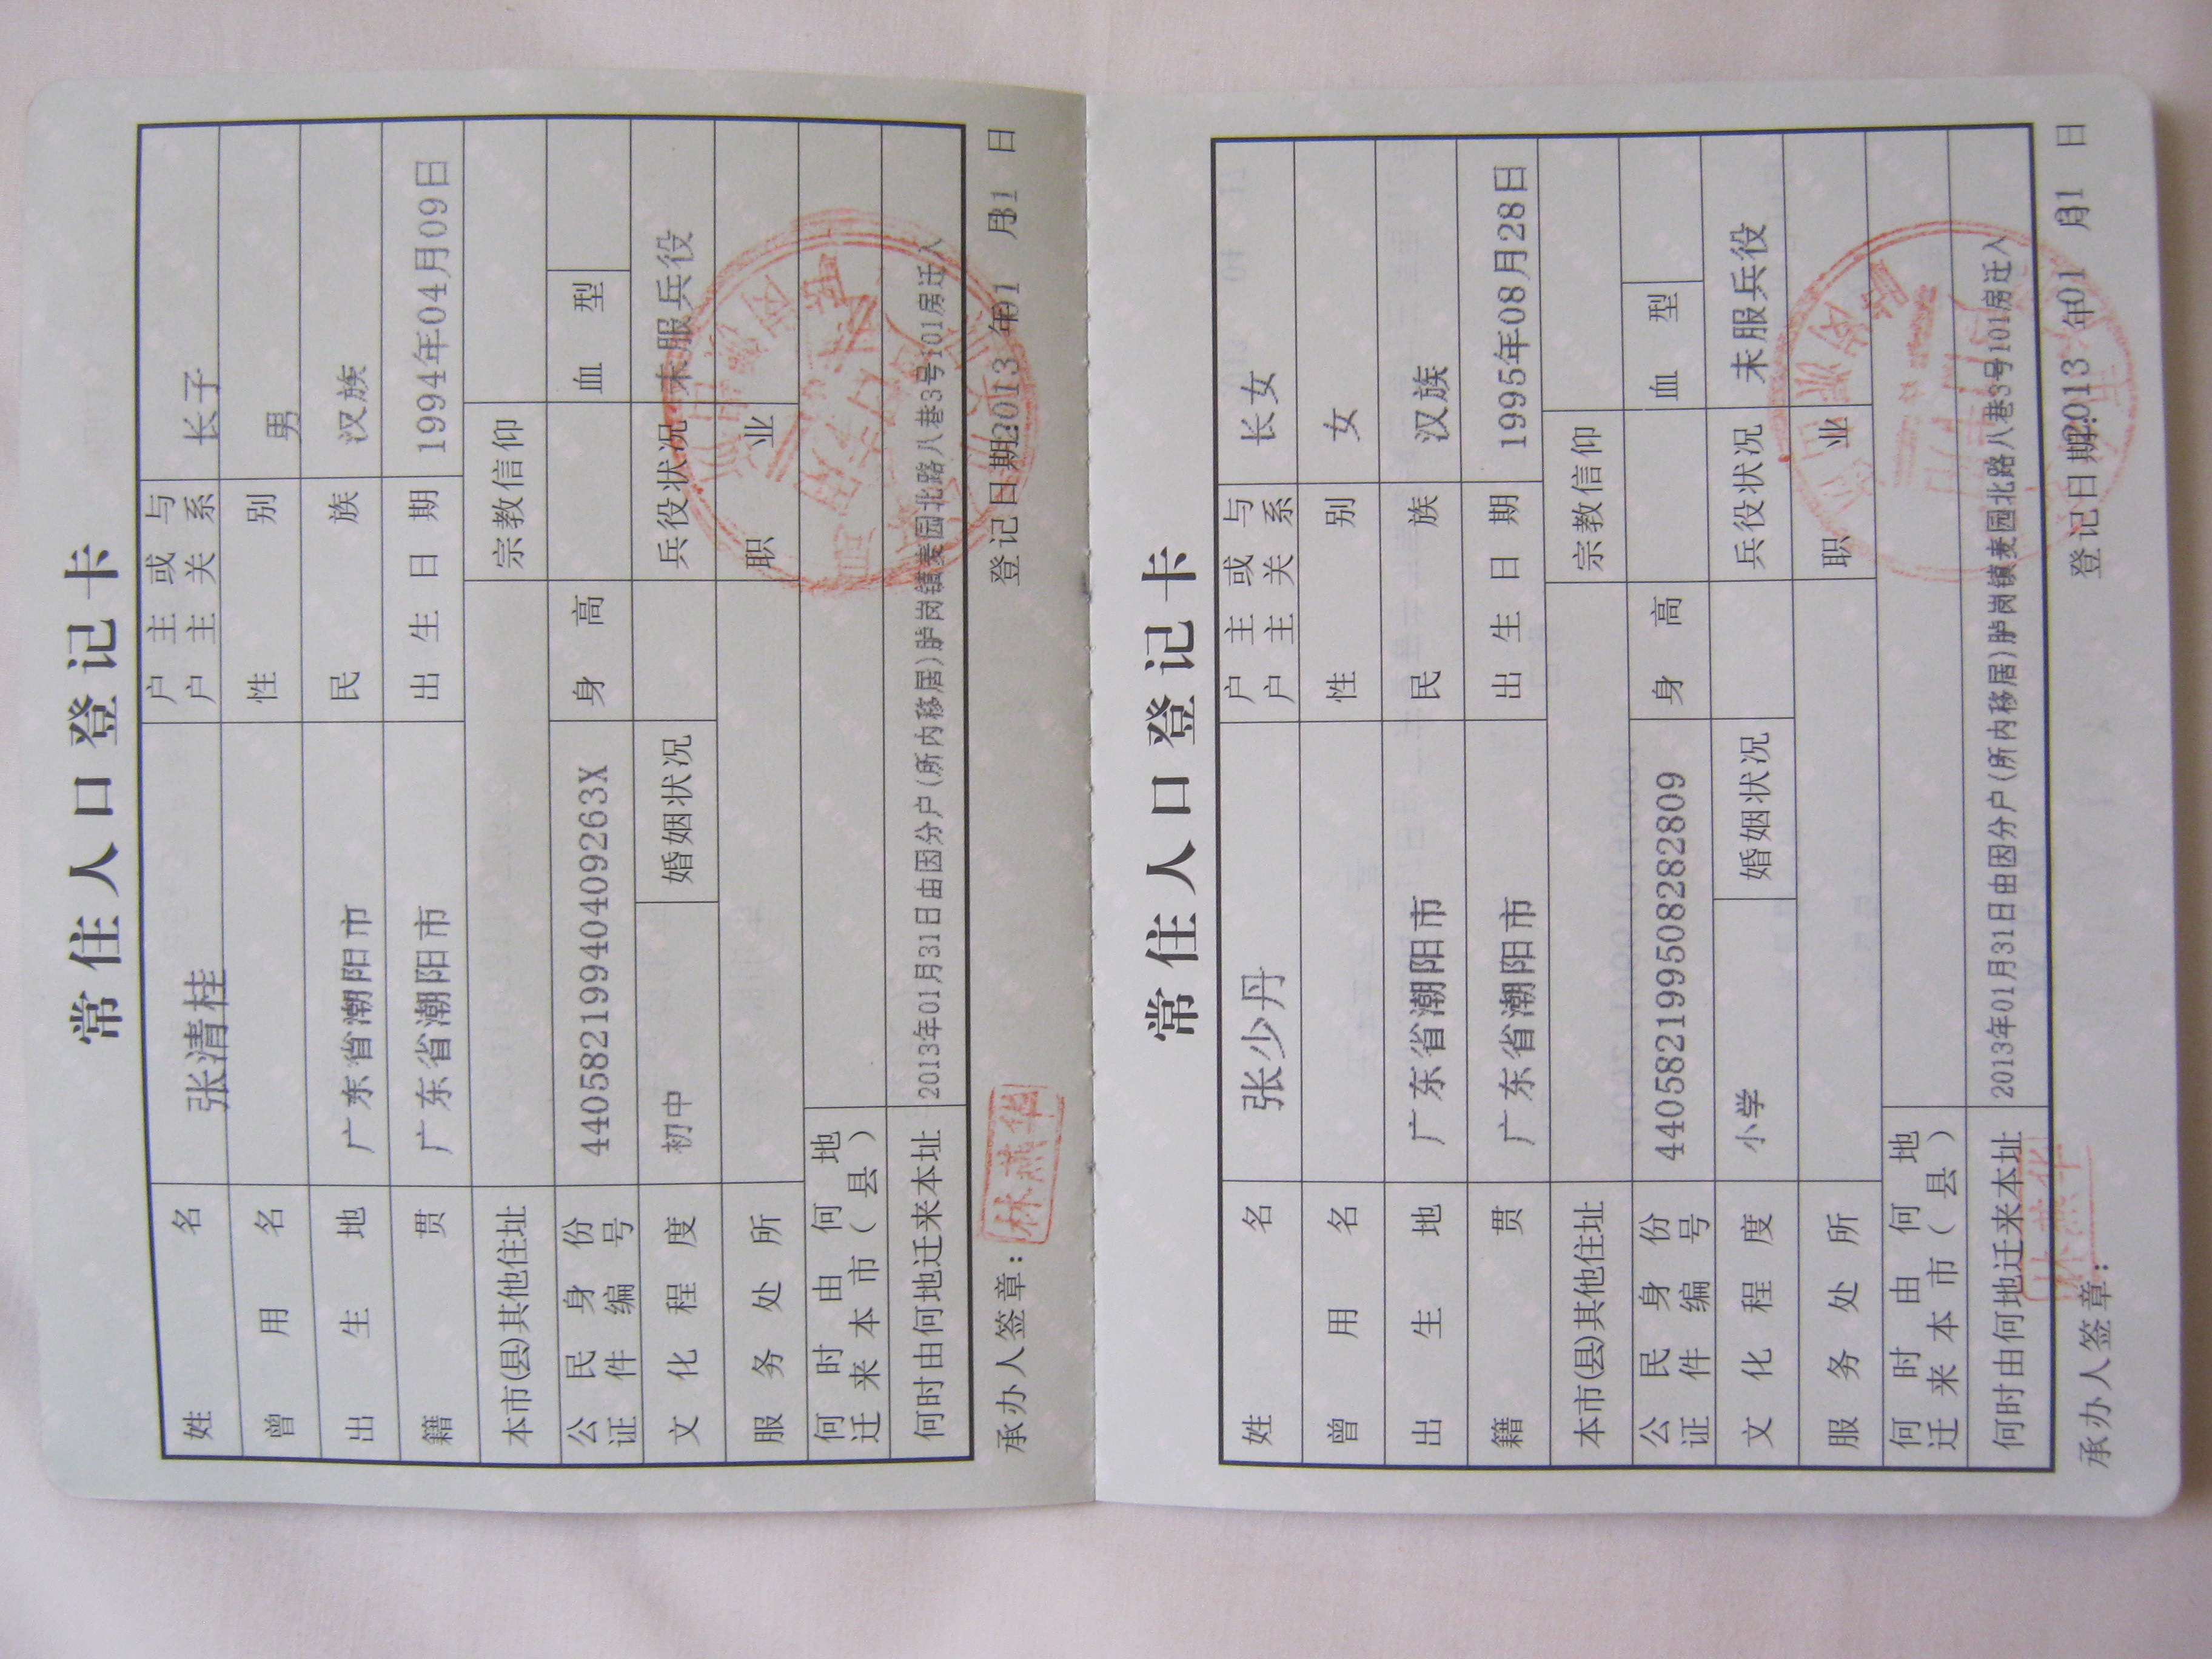 常住人口登记卡
姓名 张清桂 户主或与户主关系 长子
曾用名 性别 男
出生地 广东省潮阳市 民族 汉族
籍贯 广东省潮阳市 出生日期 1994年04月09日
本市(县)其他住址 宗教信仰
公民身份证件编号 44058219940409263X 身高 血型
文化程度 初中 婚姻状况 兵役状况 未服兵役
服务处所 职业
何时由何地迁来本市(县)
何时由何地迁来本址 2013年01月31日由因分户(所内移居)胪岗镇麦园北路八巷3号101房迁入
承办人签章: 林燕华 登记日期:2013年01月31日
常住人口登记卡
姓名 张少丹 户主或与户主关系 长女
曾用名 性别 女
出生地 广东省潮阳市 民族 汉族
籍贯 广东省潮阳市 出生日期 1995年08月28日
本市(县)其他住址 宗教信仰
公民身份证件编号 440582199508282809 身高 血型
文化程度 小学 婚姻状况 兵役状况 未服兵役
服务处所 职业
何时由何地迁来本市(县)
何时由何地迁来本址 2013年01月31日由因分户(所内移居)胪岗镇麦园北路八巷3号101房迁入
承办人签章: 林燕华 登记日期:2013年01月31日